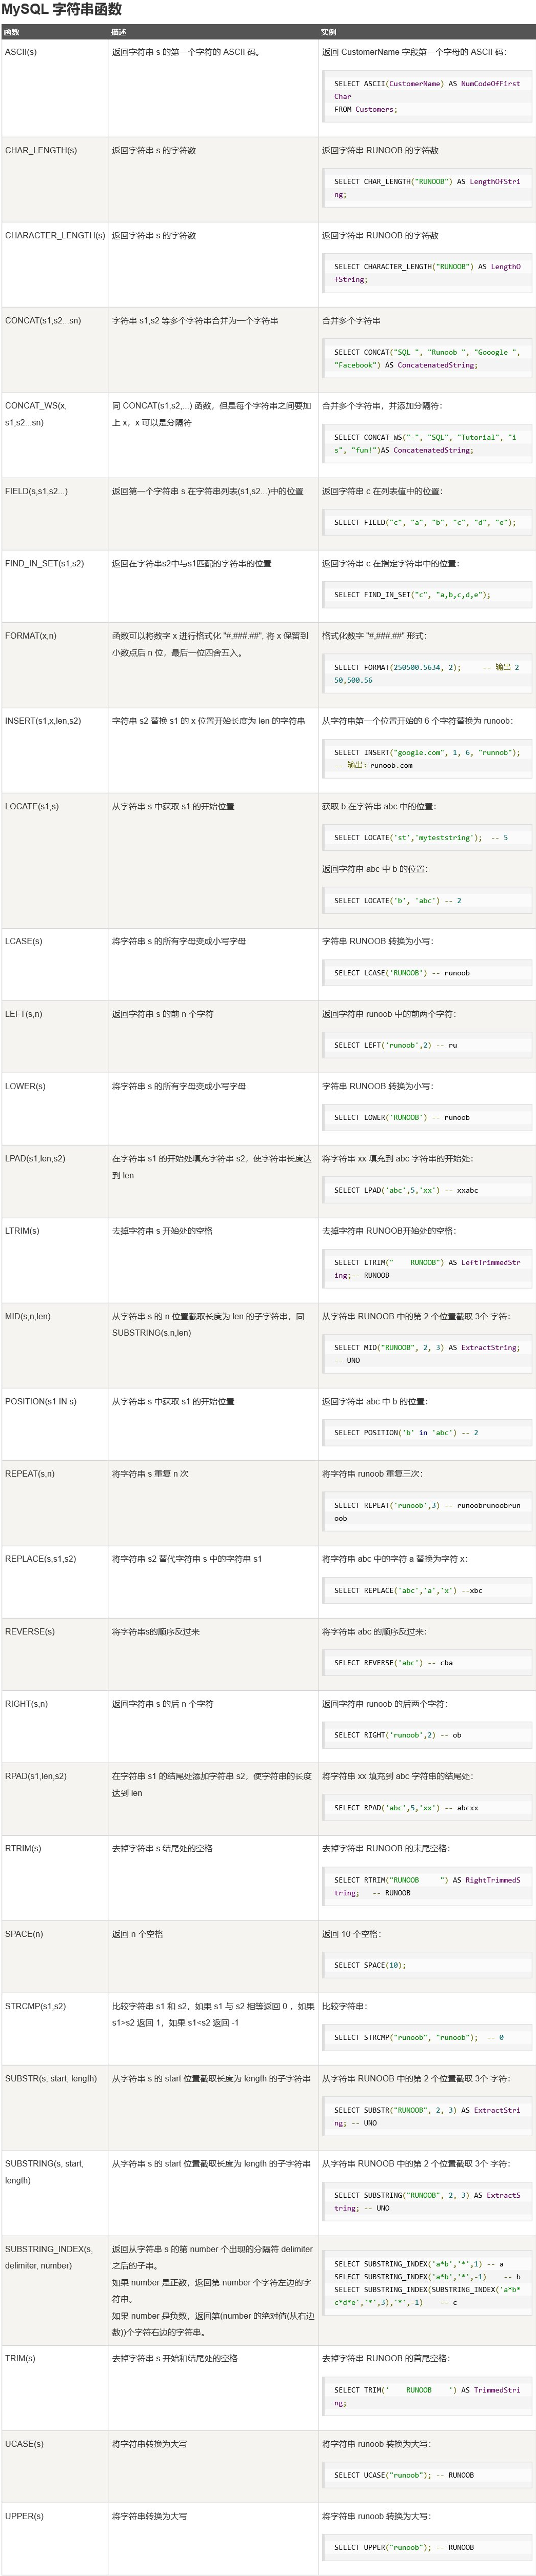 MySQL 字符串函数
函数 描述 实例
ASCII(s) 返回字符串 s 的第一个字符的 ASCII 码。 返回 CustomerName 字段第一个字母的 ASCII 码:
SELECT ASCII(CustomerName) AS NumCodeOfFirst
Char
FROM Customers;
CHAR_LENGTH(s) 返回字符串 s 的字符数 返回字符串 RUNOOB 的字符数
SELECT CHAR_LENGTH("RUNOOB") AS LengthOfStri
ng;
CHARACTER_LENGTH(s) 返回字符串 s 的字符数 返回字符串 RUNOOB 的字符数
SELECT CHARACTER_LENGTH("RUNOOB") AS LengthO
fString;
CONCAT(s1,s2...sn) 字符串 s1,s2 等多个字符串合并为一个字符串 合并多个字符串
SELECT CONCAT("SQL ", "Runoob ", "Gooogle ",
"Facebook") AS ConcatenatedString;
CONCAT_WS(x, 同 CONCAT(s1,s2,...) 函数，但是每个字符串之间要加 合并多个字符串，并添加分隔符:
s1,s2...sn) 上 x，x 可以是分隔符
SELECT CONCAT_WS("-", "SQL", "Tutorial", "i
s", "fun!")AS ConcatenatedString;
FIELD(s,s1,s2...) 返回第一个字符串 s 在字符串列表(s1,s2...)中的位置 返回字符串 c 在列表值中的位置:
SELECT FIELD("c", "a", "b", "c", "d", "e");
FIND_IN_SET(s1,s2) 返回在字符串s2中与s1匹配的字符串的位置 返回字符串 c 在指定字符串中的位置:
SELECT FIND_IN_SET("c", "a,b,c,d,e");
FORMAT(x,n) 函数可以将数字 x 进行格式化 "#,###.##", 将 x 保留到 格式化数字 "#,###.##" 形式:
小数点后 n 位，最后一位四舍五入。
SELECT FORMAT(250500.5634, 2); -- 输出 2
50,500.56
INSERT(s1,x,len,s2) 字符串 s2 替换 s1 的 x 位置开始长度为 len 的字符串 从字符串第一个位置开始的 6 个字符替换为 runoob:
SELECT INSERT("google.com", 1, 6, "runnob");
-- 输出：runoob.com
LOCATE(s1,s) 从字符串 s 中获取 s1 的开始位置 获取 b 在字符串 abc 中的位置:
SELECT LOCATE('st','myteststring'); -- 5
返回字符串 abc 中 b 的位置:
SELECT LOCATE('b', 'abc') -- 2
LCASE(s) 将字符串 s 的所有字母变成小写字母 字符串 RUNOOB 转换为小写:
SELECT LCASE('RUNOOB') -- runoob
LEFT(s,n) 返回字符串 s 的前 n 个字符 返回字符串 runoob 中的前两个字符:
SELECT LEFT('runoob',2) -- ru
LOWER(s) 将字符串 s 的所有字母变成小写字母 字符串 RUNOOB 转换为小写:
SELECT LOWER('RUNOOB') -- runoob
LPAD(s1,len,s2) 在字符串 s1 的开始处填充字符串 s2，使字符串长度达 将字符串 xx 填充到 abc 字符串的开始处:
到 len
SELECT LPAD('abc',5,'xx') -- xxabc
LTRIM(s) 去掉字符串 s 开始处的空格 去掉字符串 RUNOOB开始处的空格:
SELECT LTRIM("    RUNOOB") AS LeftTrimmedStr
ing;-- RUNOOB
MID(s,n,len) 从字符串 s 的 n 位置截取长度为 len 的子字符串，同 从字符串 RUNOOB 中的第 2 个位置截取 3个 字符:
SUBSTRING(s,n,len)
SELECT MID("RUNOOB", 2, 3) AS ExtractString;
-- UNO
POSITION(s1 IN s) 从字符串 s 中获取 s1 的开始位置 返回字符串 abc 中 b 的位置:
SELECT POSITION('b' in 'abc') -- 2
REPEAT(s,n) 将字符串 s 重复 n 次 将字符串 runoob 重复三次:
SELECT REPEAT('runoob',3) -- runoobrunoobrun
oob
REPLACE(s,s1,s2) 将字符串 s2 替代字符串 s 中的字符串 s1 将字符串 abc 中的字符 a 替换为字符 x:
SELECT REPLACE('abc','a','x') --xbc
REVERSE(s) 将字符串s的顺序反过来 将字符串 abc 的顺序反过来:
SELECT REVERSE('abc') -- cba
RIGHT(s,n) 返回字符串 s 的后 n 个字符 返回字符串 runoob 的后两个字符:
SELECT RIGHT('runoob',2) -- ob
RPAD(s1,len,s2) 在字符串 s1 的结尾处添加字符串 s2，使字符串的长度 将字符串 xx 填充到 abc 字符串的结尾处:
达到 len
SELECT RPAD('abc',5,'xx') -- abcxx
RTRIM(s) 去掉字符串 s 结尾处的空格 去掉字符串 RUNOOB 的末尾空格:
SELECT RTRIM("RUNOOB     ") AS RightTrimmedS
tring;   -- RUNOOB
SPACE(n) 返回 n 个空格 返回 10 个空格:
SELECT SPACE(10);
STRCMP(s1,s2) 比较字符串 s1 和 s2，如果 s1 与 s2 相等返回 0 ，如果 比较字符串:
s1>s2 返回 1，如果 s1<s2 返回 -1
SELECT STRCMP("runoob", "runoob"); -- 0
SUBSTR(s, start, length) 从字符串 s 的 start 位置截取长度为 length 的子字符串 从字符串 RUNOOB 中的第 2 个位置截取 3个 字符:
SELECT SUBSTR("RUNOOB", 2, 3) AS ExtractStri
ng; -- UNO
SUBSTRING(s, start, 从字符串 s 的 start 位置截取长度为 length 的子字符串 从字符串 RUNOOB 中的第 2 个位置截取 3个 字符:
length)
SELECT SUBSTRING("RUNOOB", 2, 3) AS ExtractS
tring; -- UNO
SUBSTRING_INDEX(s, 返回从字符串 s 的第 number 个出现的分隔符 delimiter
delimiter, number) 之后的子串。
如果 number 是正数，返回第 number 个字符左边的字
符串。
如果 number 是负数，返回第(number 的绝对值(从右边
数))个字符右边的字符串。
SELECT SUBSTRING_INDEX('a*b','*',1) -- a
SELECT SUBSTRING_INDEX('a*b','*',-1)    -- b
SELECT SUBSTRING_INDEX(SUBSTRING_INDEX('a*b*
c*d*e','*',3),'*',-1)    -- c
TRIM(s) 去掉字符串 s 开始和结尾处的空格 去掉字符串 RUNOOB 的首尾空格:
SELECT TRIM('    RUNOOB    ') AS TrimmedStri
ng;
UCASE(s) 将字符串转换为大写 将字符串 runoob 转换为大写:
SELECT UCASE("runoob"); -- RUNOOB
UPPER(s) 将字符串转换为大写 将字符串 runoob 转换为大写:
SELECT UPPER("runoob"); -- RUNOOB